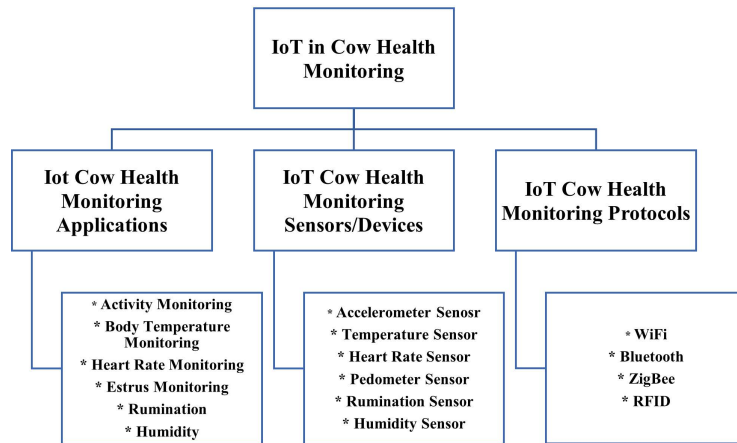 IoT in Cow Health
Monitoring
Iot Cow Health
Monitoring
Applications
IoT Cow Health
Monitoring
Sensors/Devices
IoT Cow Health
Monitoring Protocols
* Activity Monitoring
* Body Temperature
Monitoring
* Heart Rate Monitoring
* Estrus Monitoring
* Rumination
* Humidity
* Accelerometer Senosr
* Temperature Sensor
* Heart Rate Sensor
* Pedometer Sensor
* Rumination Sensor
* Humidity Sensor
* WiFi
* Bluetooth
* ZigBee
* RFID